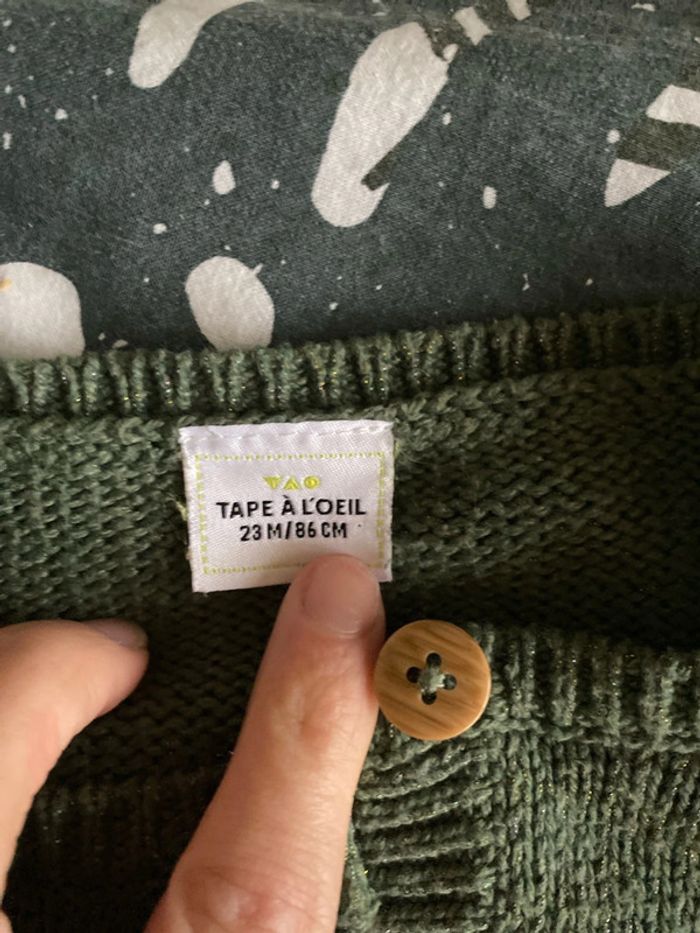 TAO
TAPE À L'OEIL
23 M/86 CM